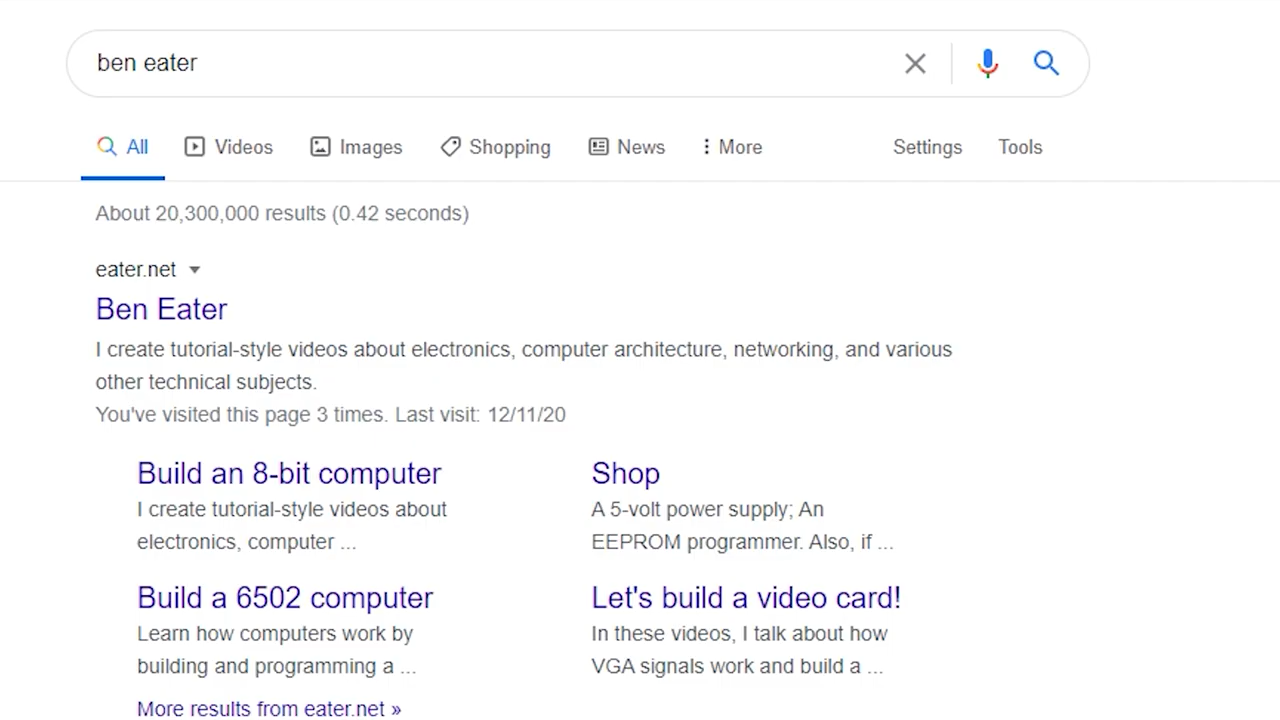 ben eater
All Videos Images Shopping News More Settings Tools
About 20,300,000 results (0.42 seconds)
eater.net
Ben Eater
I create tutorial-style videos about electronics, computer architecture, networking, and various
other technical subjects.
You've visited this page 3 times. Last visit: 12/11/20
Build an 8-bit computer
I create tutorial-style videos about
electronics, computer ...
Shop
A 5-volt power supply; An
EEPROM programmer. Also, if ...
Build a 6502 computer
Learn how computers work by
building and programming a ...
Let's build a video card!
In these videos, I talk about how
VGA signals work and build a ...
More results from eater.net »